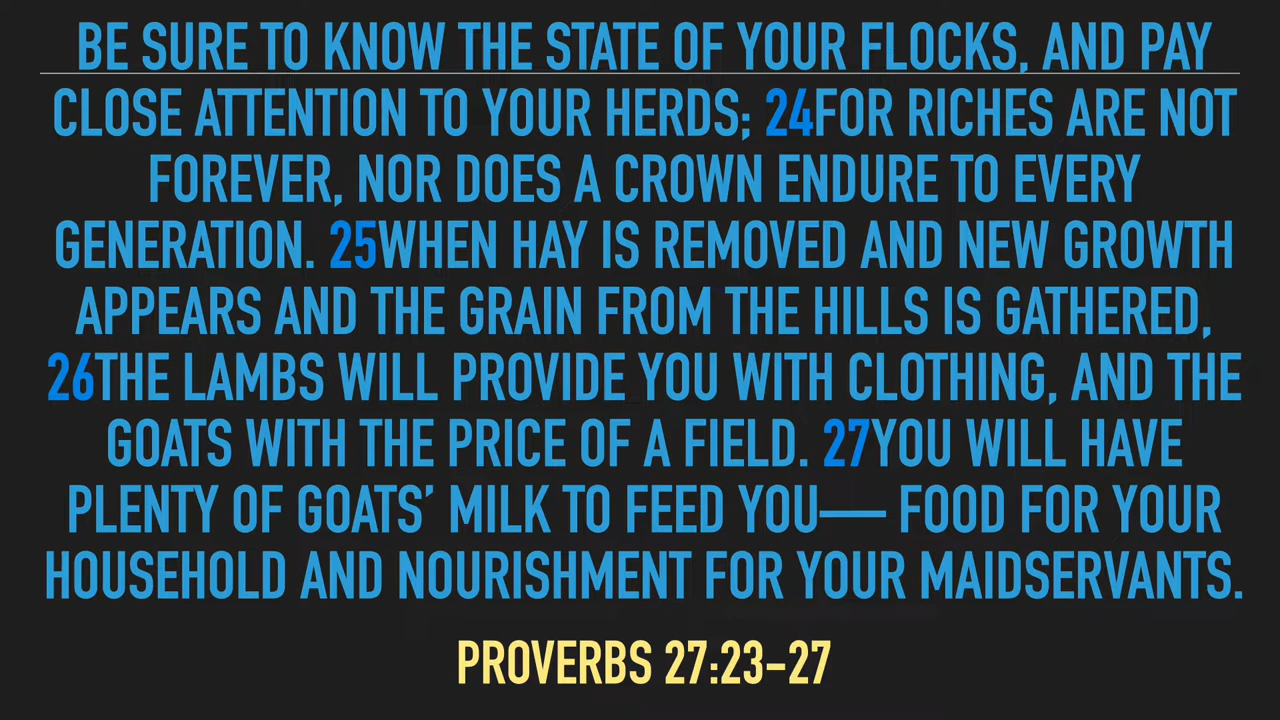 BE SURE TO KNOW THE STATE OF YOUR FLOCKS, AND PAY
CLOSE ATTENTION TO YOUR HERDS; 24FOR RICHES ARE NOT
FOREVER, NOR DOES A CROWN ENDURE TO EVERY
GENERATION. 25WHEN HAY IS REMOVED AND NEW GROWTH
APPEARS AND THE GRAIN FROM THE HILLS IS GATHERED,
26THE LAMBS WILL PROVIDE YOU WITH CLOTHING, AND THE
GOATS WITH THE PRICE OF A FIELD. 27YOU WILL HAVE
PLENTY OF GOATS’ MILK TO FEED YOU— FOOD FOR YOUR
HOUSEHOLD AND NOURISHMENT FOR YOUR MAIDSERVANTS.
PROVERBS 27:23-27